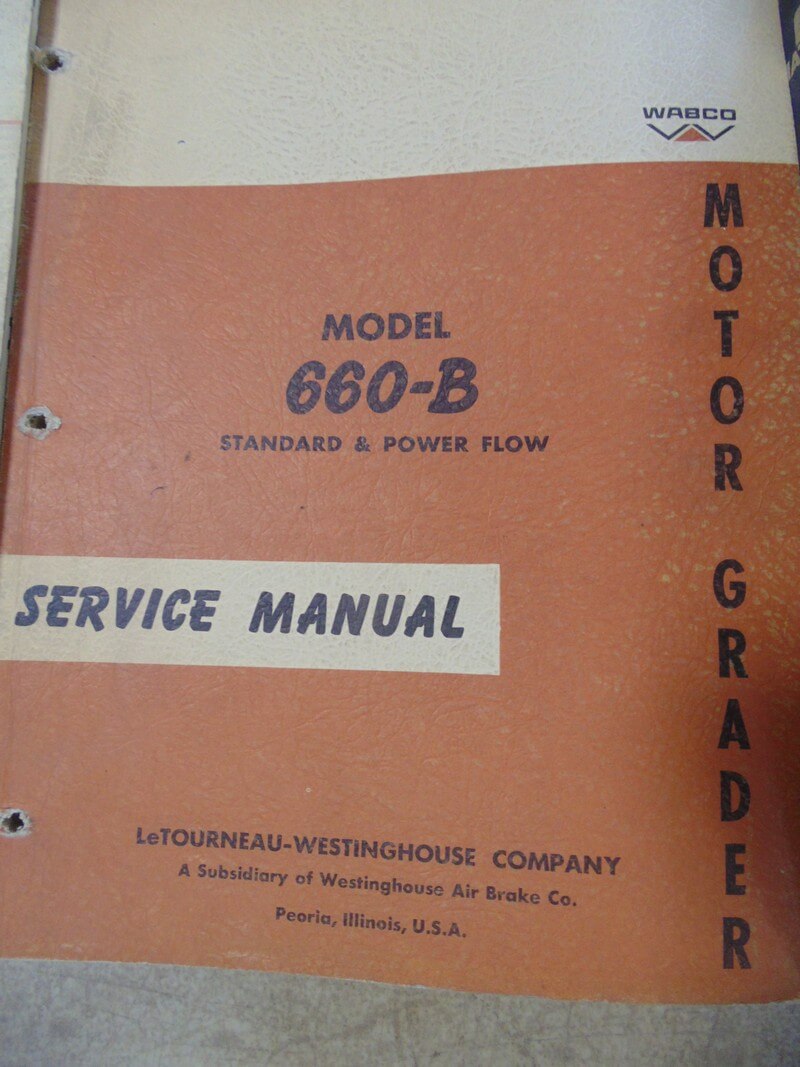 WABCO
MOTOR GRADER
MODEL
660-B
STANDARD & POWER FLOW
SERVICE MANUAL
LeTOURNEAU-WESTINGHOUSE COMPANY
A Subsidiary of Westinghouse Air Brake Co.
Peoria, Illinois, U.S.A.